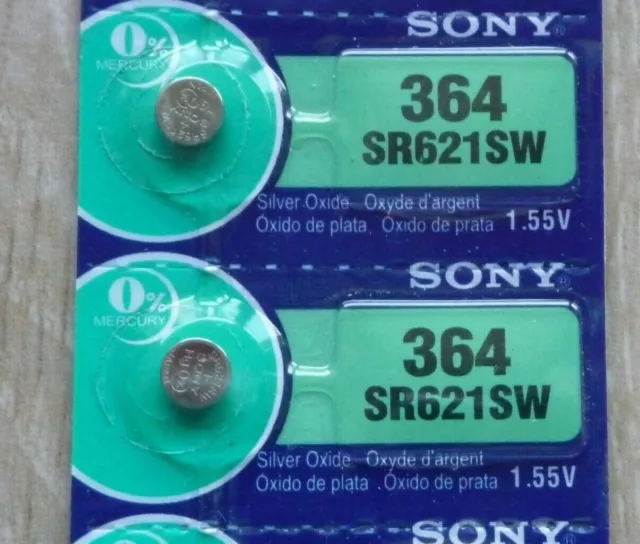 SONY
0%
MERCURY
364
SR621SW
Silver Oxide Oxyde d'argent
Óxido de plata. Óxido de prata 1.55V
SONY
0%
MERCURY
364
SR621SW
Silver Oxide Oxyde d'argent
Óxido de plata. Óxido de prata 1.55V
SONY